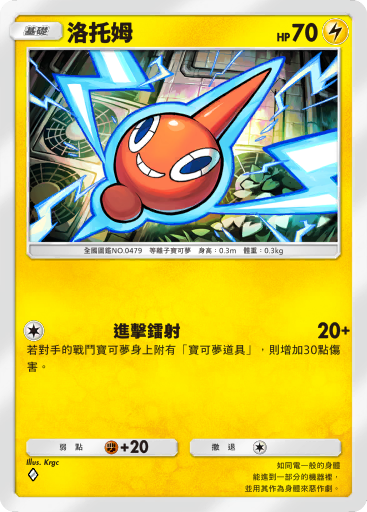 基礎 洛托姆 HP 70
全國圖鑑NO.0479 等離子寶可夢 身高：0.3m 體重：0.3kg
進擊鐳射 20+
若對手的戰鬥寶可夢身上附有「寶可夢道具」，則增加30點傷
害。
弱點 +20 撤退
Illus. Krgc
如同電一般的身體
能進到一部分的機器裡，
並用其作為身體來惡作劇。